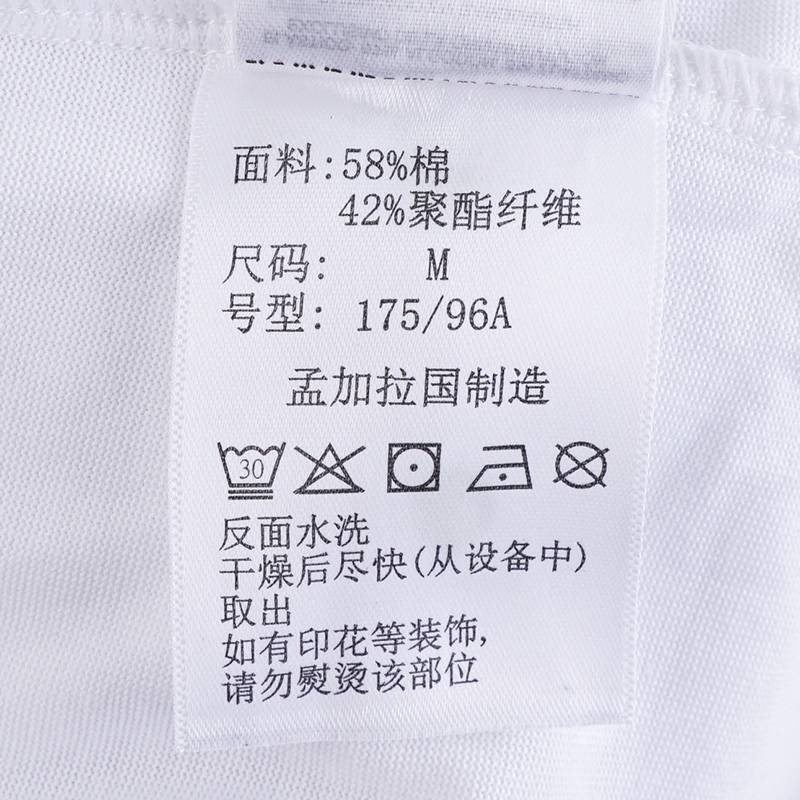 面料:58%棉
42%聚酯纤维
尺码: M
号型: 175/96A
孟加拉国制造
30
反面水洗
干燥后尽快(从设备中)
取出
如有印花等装饰,
请勿熨烫该部位